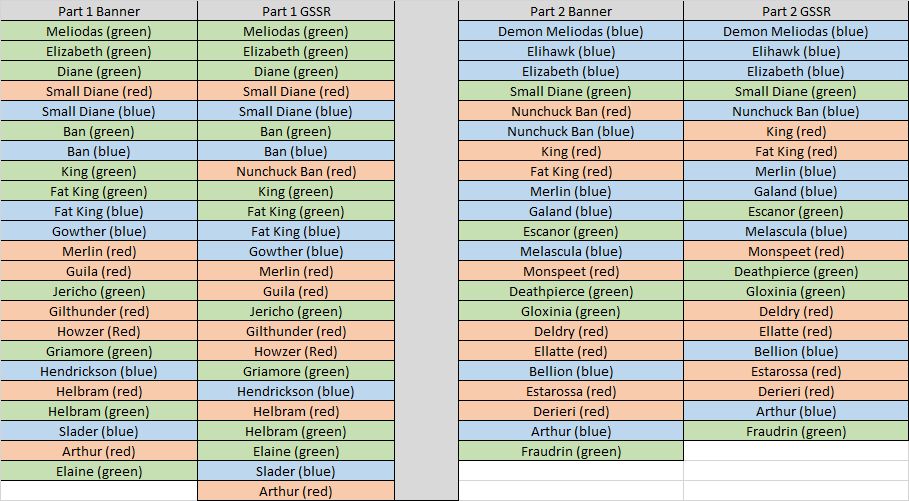 Part 1 Banner Part 1 GSSR Part 2 Banner Part 2 GSSR
Meliodas (green) Meliodas (green) Demon Meliodas (blue) Demon Meliodas (blue)
Elizabeth (green) Elizabeth (green) Elihawk (blue) Elihawk (blue)
Diane (green) Diane (green) Elizabeth (blue) Elizabeth (blue)
Small Diane (red) Small Diane (red) Small Diane (green) Small Diane (green)
Small Diane (blue) Small Diane (blue) Nunchuck Ban (red) Nunchuck Ban (blue)
Ban (green) Ban (green) Nunchuck Ban (blue) King (red)
Ban (blue) Ban (blue) King (red) Fat King (red)
King (green) Nunchuck Ban (red) Fat King (red) Merlin (blue)
Fat King (green) King (green) Merlin (blue) Galand (blue)
Fat King (blue) Fat King (green) Galand (blue) Escanor (green)
Gowther (blue) Fat King (blue) Escanor (green) Melascula (blue)
Merlin (red) Gowther (blue) Melascula (blue) Monspeet (red)
Guila (red) Merlin (red) Monspeet (red) Deathpierce (green)
Jericho (green) Guila (red) Deathpierce (green) Gloxinia (green)
Gilthunder (red) Jericho (green) Gloxinia (green) Deldry (red)
Howzer (Red) Gilthunder (red) Deldry (red) Ellatte (red)
Griamore (green) Howzer (Red) Ellatte (red) Bellion (blue)
Hendrickson (blue) Griamore (green) Bellion (blue) Estarossa (red)
Helbram (red) Hendrickson (blue) Estarossa (red) Derieri (red)
Helbram (green) Helbram (red) Derieri (red) Arthur (blue)
Slader (blue) Helbram (green) Arthur (blue) Fraudrin (green)
Arthur (red) Elaine (green) Fraudrin (green)
Elaine (green) Slader (blue)
Arthur (red)